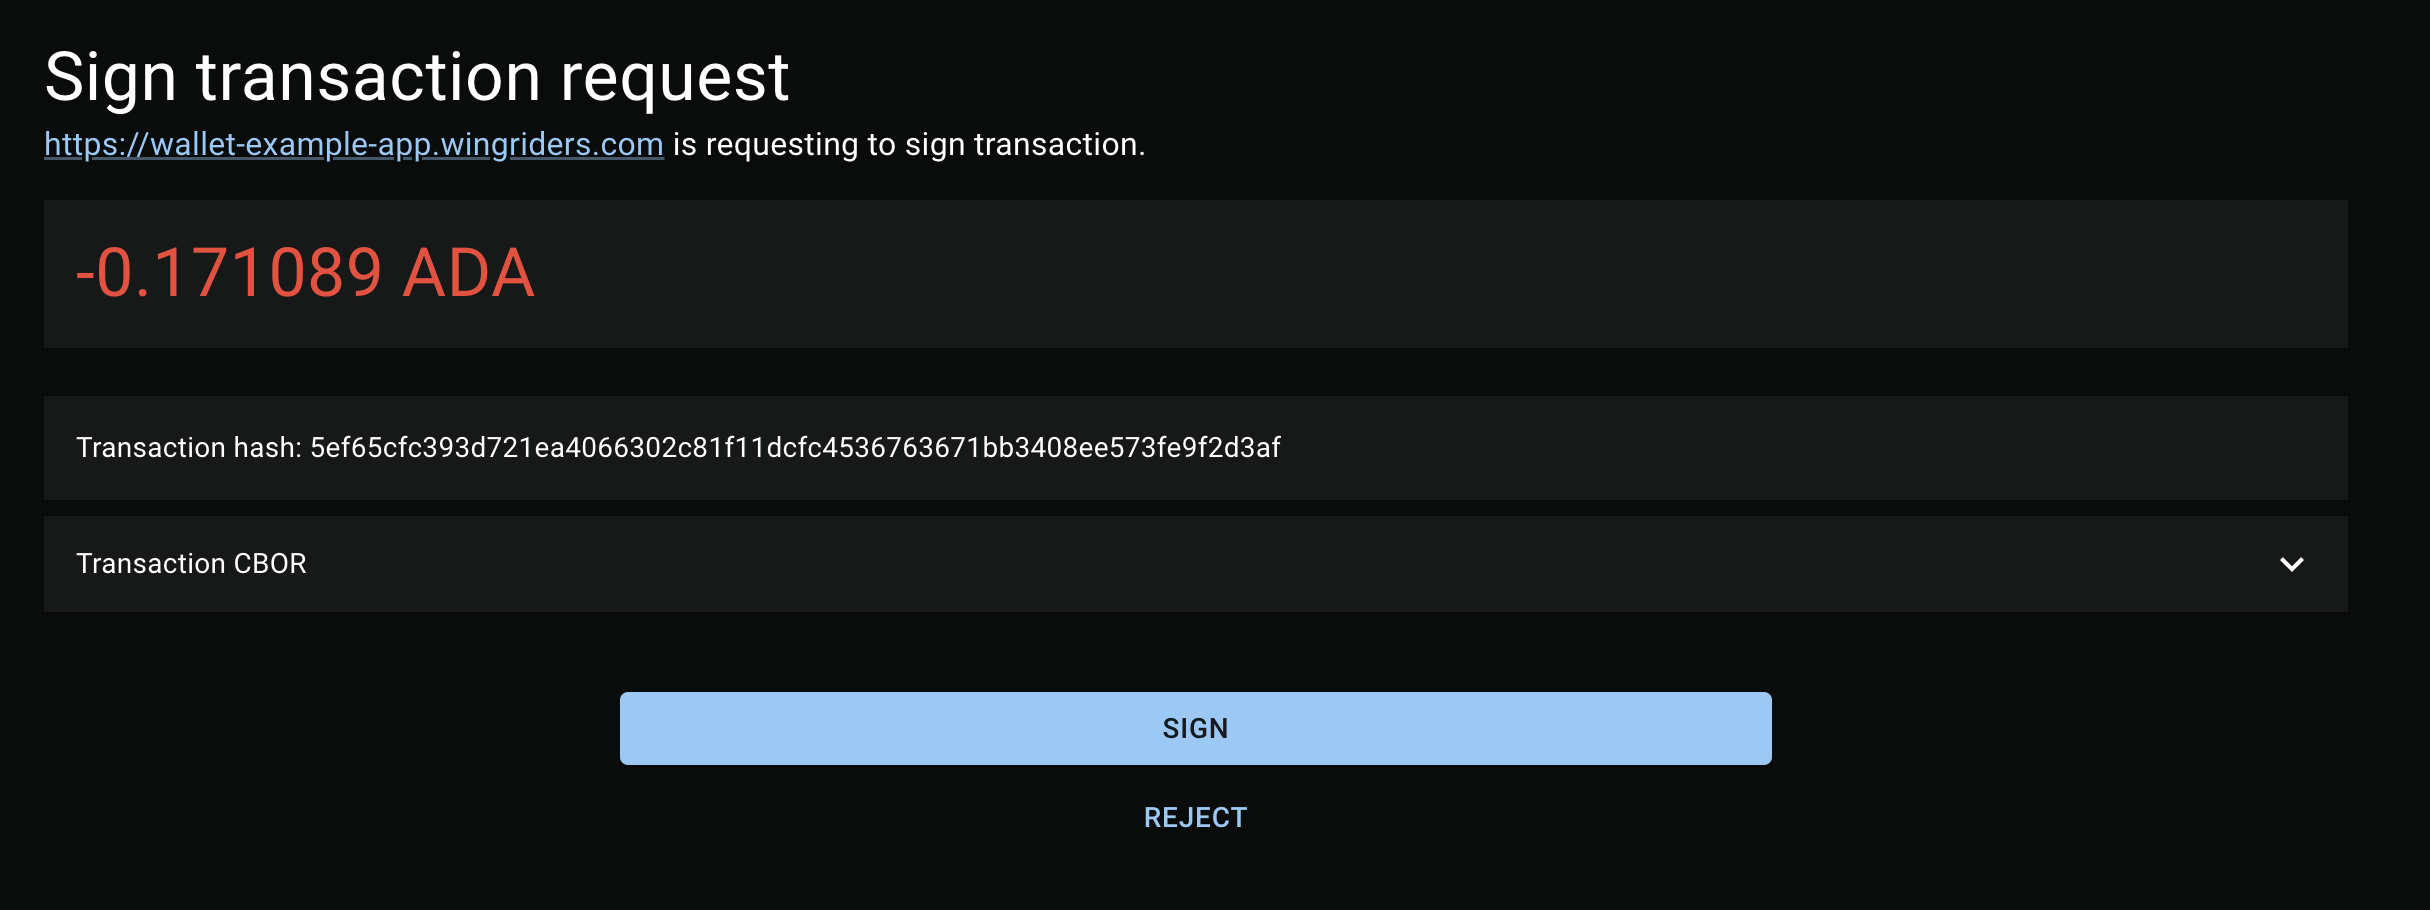 Sign transaction request
https://wallet-example-app.wingriders.com is requesting to sign transaction.
-0.171089 ADA
Transaction hash: 5ef65cfc393d721ea4066302c81f11dcfc4536763671bb3408ee573fe9f2d3af
Transaction CBOR
SIGN
REJECT